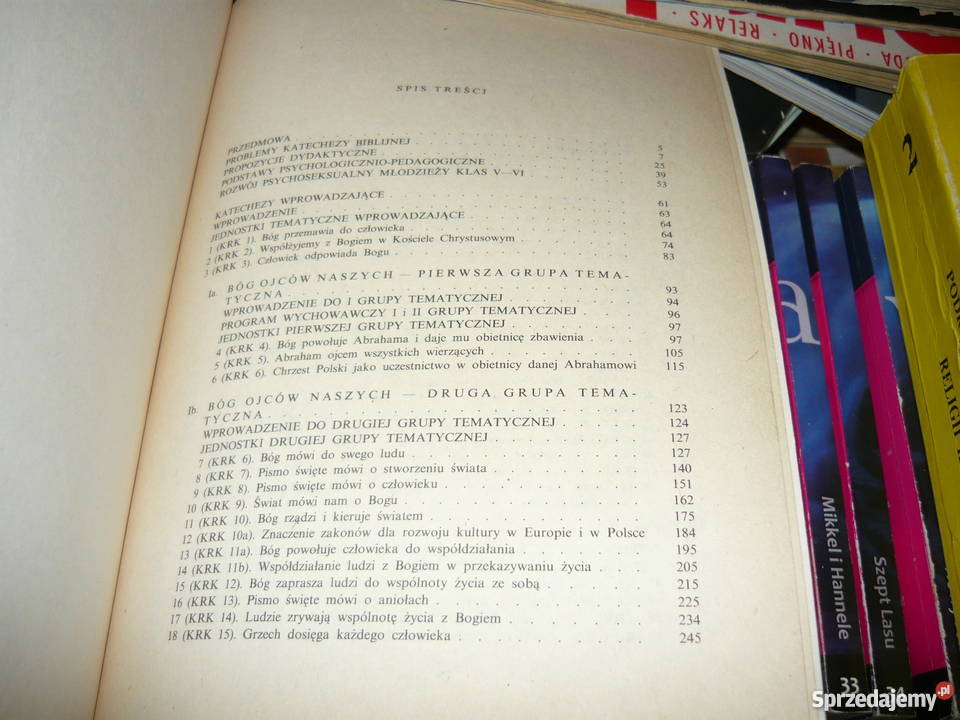 SPIS TREŚCI
PRZEDMOWA . . . 5
PROBLEMY KATECHEZY BIBLIJNEJ . . . 7
PROPOZYCJE DYDAKTYCZNE . . . 25
PODSTAWY PSYCHOLOGICZNIO-PEDAGOGICZNE . . . 39
ROZWÓJ PSYCHOSEKSUALNY MŁODZIEŻY KLAS V—VI . . . 53
KATECHEZY WPROWADZAJĄCE . . . 61
WPROWADZENIE . . . 63
JEDNOSTKI TEMATYCZNE WPROWADZAJĄCE . . . 64
1 (KRK 1). Bóg przemawia do człowieka . . . 64
2 (KRK 2). Współżyjemy z Bogiem w Kościele Chrystusowym . . . 74
3 (KRK 3). Człowiek odpowiada Bogu . . . 83
Ia. BÓG OJCÓW NASZYCH — PIERWSZA GRUPA TEMA-
TYCZNA . . . 93
WPROWADZENIE DO I GRUPY TEMATYCZNEJ . . . 94
PROGRAM WYCHOWAWCZY I i II GRUPY TEMATYCZNEJ . . . 96
JEDNOSTKI PIERWSZEJ GRUPY TEMATYCZNEJ . . . 97
4 (KRK 4). Bóg powołuje Abrahama i daje mu obietnicę zbawienia . . . 97
5 (KRK 5). Abraham ojcem wszystkich wierzących . . . 105
6 (KRK 6). Chrzest Polski jako uczestnictwo w obietnicy danej Abrahamowi 115
Ib. BÓG OJCÓW NASZYCH — DRUGA GRUPA TEMA-
TYCZNA . . . 123
WPROWADZENIE DO DRUGIEJ GRUPY TEMATYCZNEJ . . . 124
JEDNOSTKI DRUGIEJ GRUPY TEMATYCZNEJ . . . 127
7 (KRK 6). Bóg mówi do swego ludu . . . 127
8 (KRK 7). Pismo święte mówi o stworzeniu świata . . . 140
9 (KRK 8). Pismo święte mówi o człowieku . . . 151
10 (KRK 9). Świat mówi nam o Bogu . . . 162
11 (KRK 10). Bóg rządzi i kieruje światem . . . 175
12 (KRK 10a). Znaczenie zakonów dla rozwoju kultury w Europie i w Polsce 184
13 (KRK 11a). Bóg powołuje człowieka do współdziałania . . . 195
14 (KRK 11b). Współdziałanie ludzi z Bogiem w przekazywaniu życia . . . 205
15 (KRK 12). Bóg zaprasza ludzi do wspólnoty życia ze sobą . . . 215
16 (KRK 13). Pismo święte mówi o aniołach . . . 225
17 (KRK 14). Ludzie zrywają wspólnotę życia z Bogiem . . . 234
18 (KRK 15). Grzech dosięga każdego człowieka . . . 245
PIĘKNO · RELAKS ·
2
RELIGII
a
Mikkel i Hannele
33
Szept Lasu
34
Sprzedajemy.pl